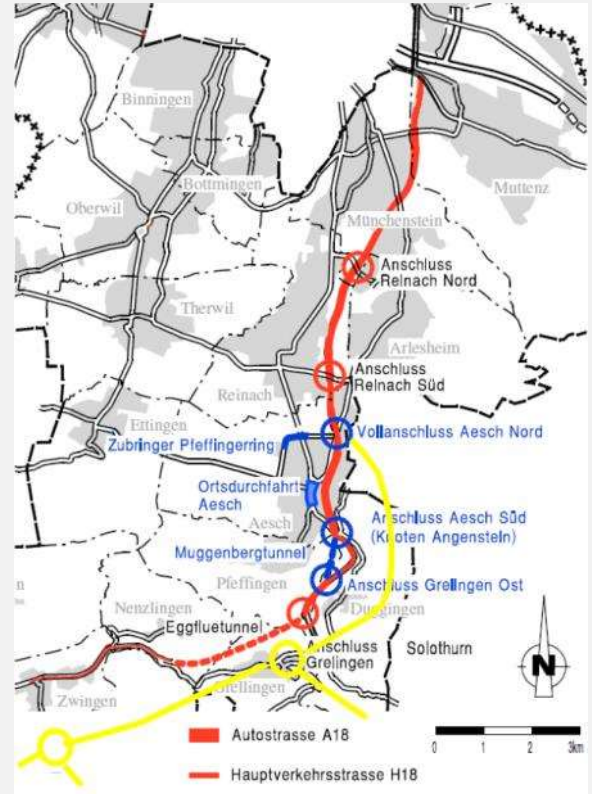 Binningen
Bottmingen
Oberwil
Muttenz
Münchenstein
Anschluss
Reinach Nord
Therwil
Arlesheim
Anschluss
Reinach Süd
Reinach
Ettingen
Zubringer Pfeffingerring
Vollanschluss Aesch Nord
Ortsdurchfahrt
Aesch
Aesch
Anschluss Aesch Süd
(Knoten Angenstein)
Muggenbergtunnel
Pfeffingen
Anschluss Grellingen Ost
Nenzlingen
Duggingen
Eggfluetunnel
Anschluss
Grellingen
Solothurn
Grellingen
Zwingen
N
Autostrasse A18
0 1 2 3km
Hauptverkehrsstrasse H18